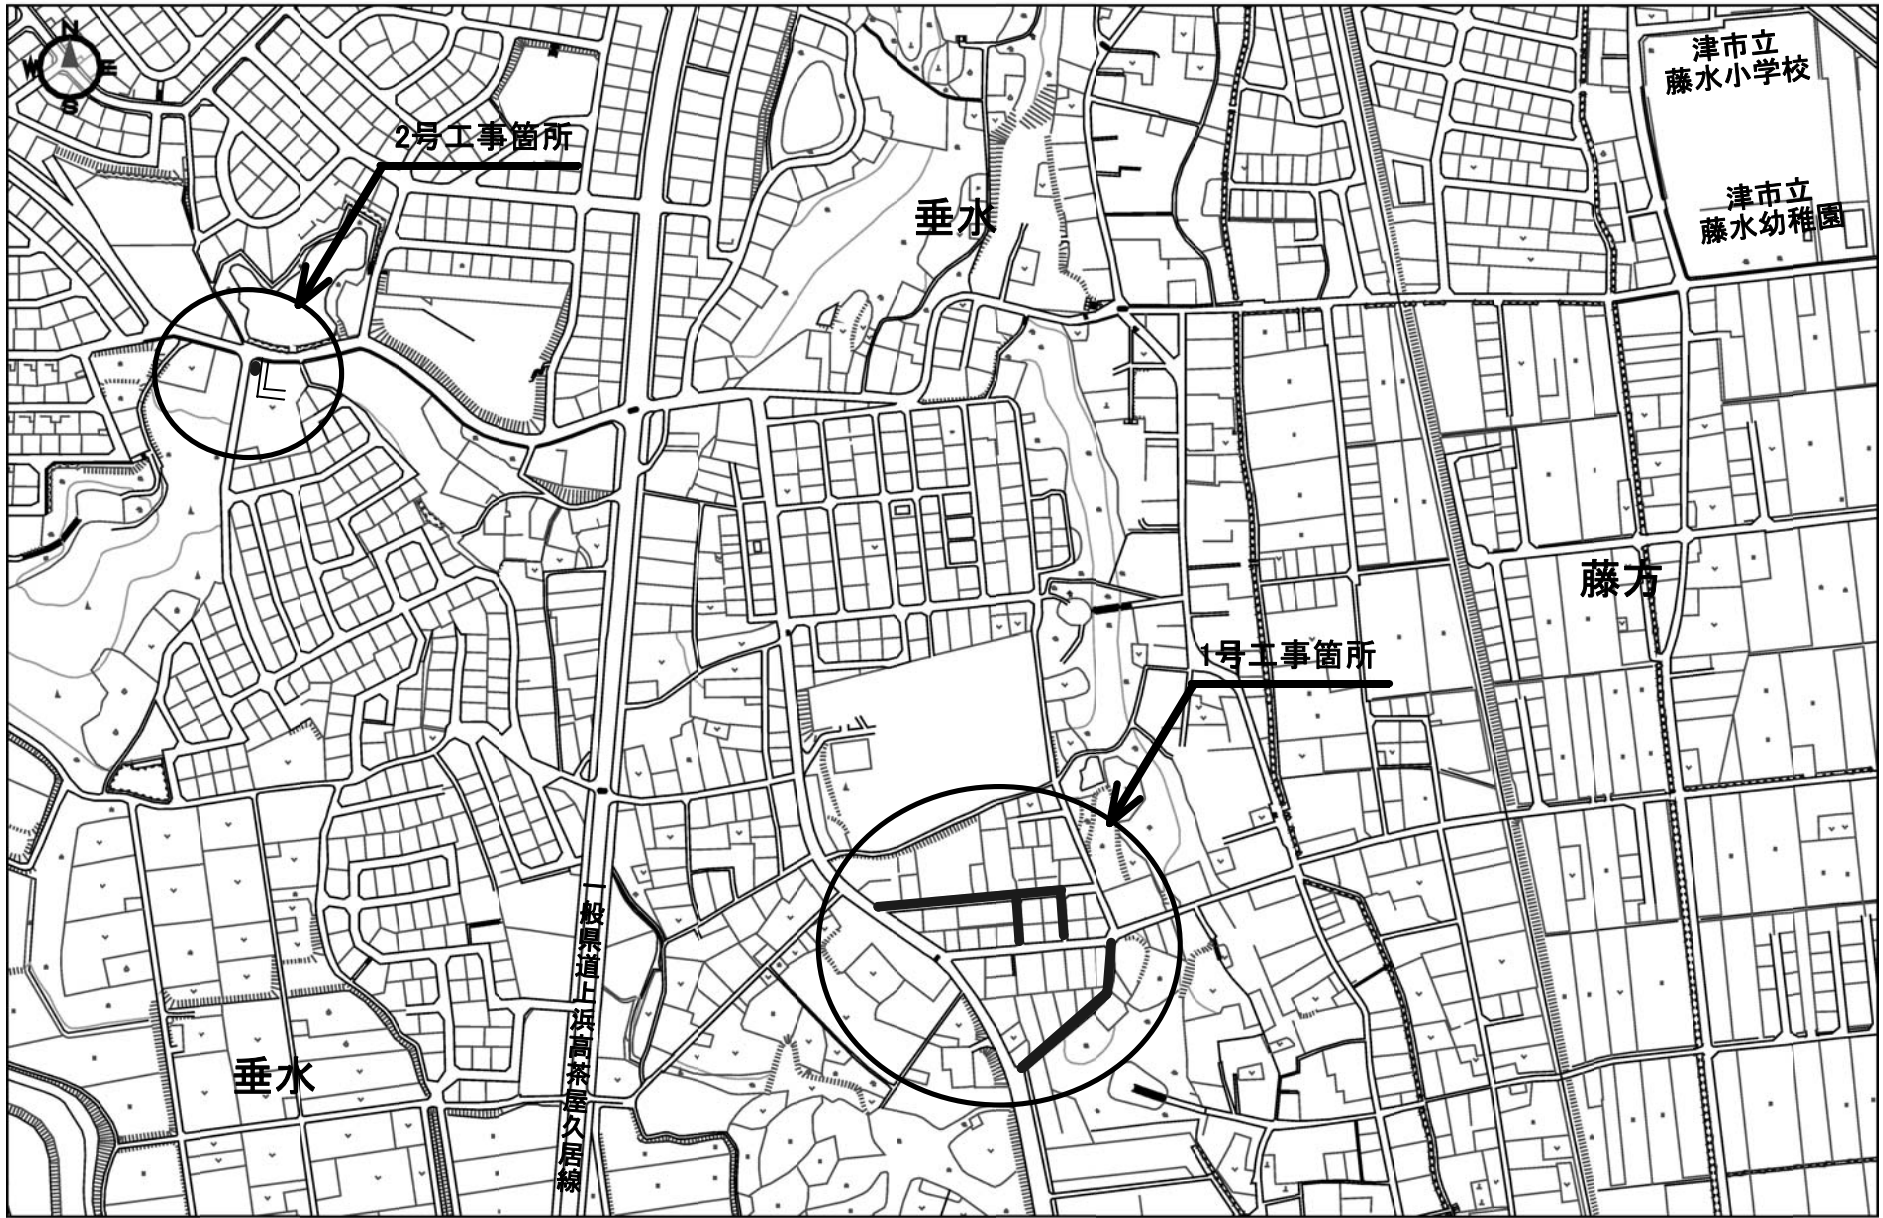 N
W
E
S
津市立
藤水小学校
2号工事箇所
垂水
津市立
藤水幼稚園
藤方
1号工事箇所
一般県道上浜高茶屋久居線
垂水